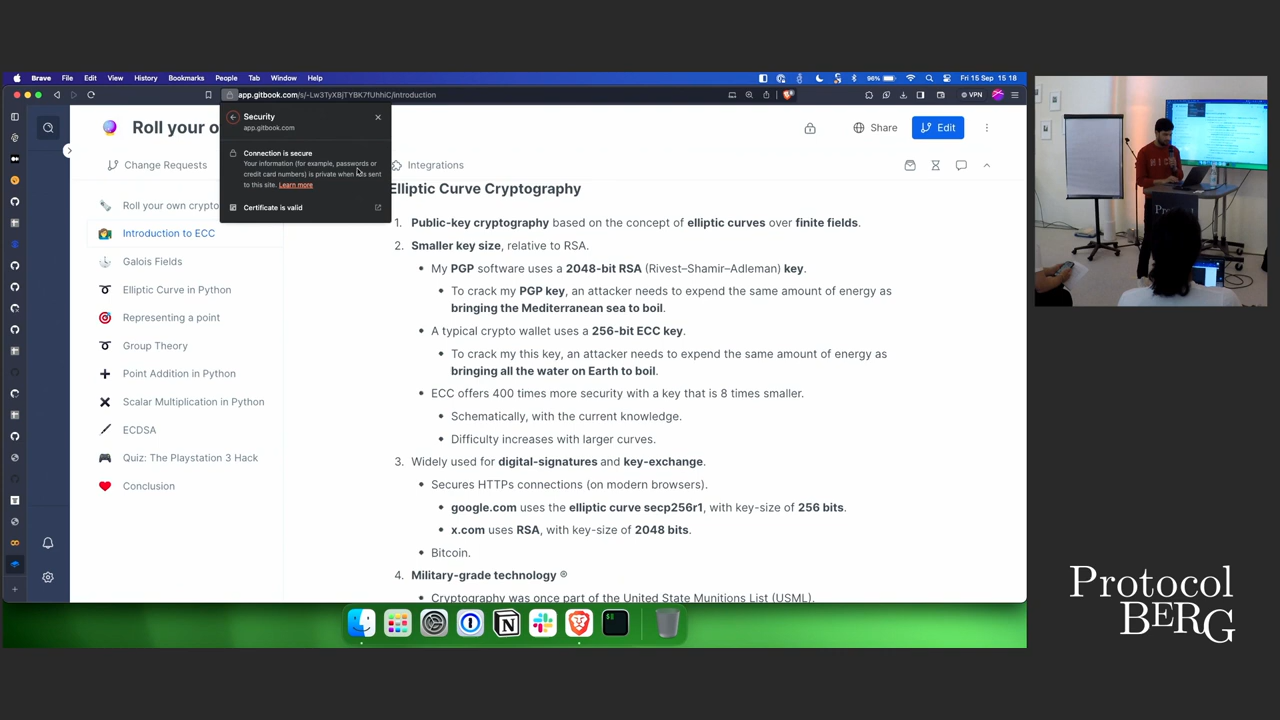 Brave File Edit View History Bookmarks People Tab Window Help
96% Fri 15 Sep 15 18
app.gitbook.com/s/-Lw3TyXBjTYBK7fUhhiC/introduction
VPN
Security
app.gitbook.com
Connection is secure
Your information (for example, passwords or
credit card numbers) is private when it is sent
to this site. Learn more
Certificate is valid
Roll your o
Share
Edit
Change Requests
Integrations
Roll your own crypto
Introduction to ECC
Galois Fields
Elliptic Curve in Python
Representing a point
Group Theory
Point Addition in Python
Scalar Multiplication in Python
ECDSA
Quiz: The Playstation 3 Hack
Conclusion
Elliptic Curve Cryptography
1. Public-key cryptography based on the concept of elliptic curves over finite fields.
2. Smaller key size, relative to RSA.
• My PGP software uses a 2048-bit RSA (Rivest–Shamir–Adleman) key.
• To crack my PGP key, an attacker needs to expend the same amount of energy as
bringing the Mediterranean sea to boil.
• A typical crypto wallet uses a 256-bit ECC key.
• To crack my this key, an attacker needs to expend the same amount of energy as
bringing all the water on Earth to boil.
• ECC offers 400 times more security with a key that is 8 times smaller.
• Schematically, with the current knowledge.
• Difficulty increases with larger curves.
3. Widely used for digital-signatures and key-exchange.
• Secures HTTPs connections (on modern browsers).
• google.com uses the elliptic curve secp256r1, with key-size of 256 bits.
• x.com uses RSA, with key-size of 2048 bits.
• Bitcoin.
4. Military-grade technology ®
• Cryptography was once part of the United State Munitions List (USML).
Protocol
BERG